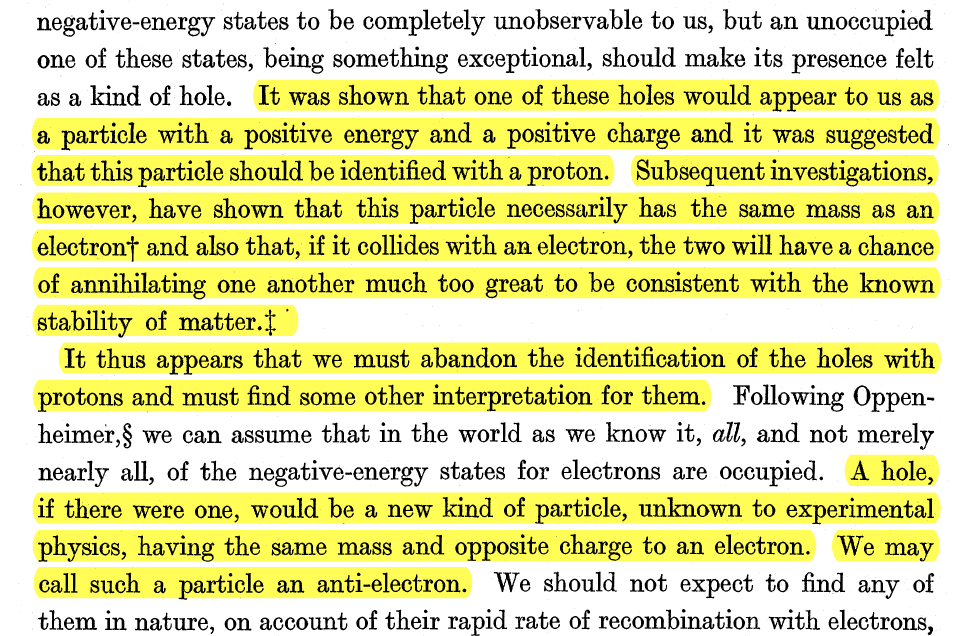 negative-energy states to be completely unobservable to us, but an unoccupied
one of these states, being something exceptional, should make its presence felt
as a kind of hole. It was shown that one of these holes would appear to us as
a particle with a positive energy and a positive charge and it was suggested
that this particle should be identified with a proton. Subsequent investigations,
however, have shown that this particle necessarily has the same mass as an
electron† and also that, if it collides with an electron, the two will have a chance
of annihilating one another much too great to be consistent with the known
stability of matter.‡
It thus appears that we must abandon the identification of the holes with
protons and must find some other interpretation for them. Following Oppen-
heimer,§ we can assume that in the world as we know it, all, and not merely
nearly all, of the negative-energy states for electrons are occupied. A hole,
if there were one, would be a new kind of particle, unknown to experimental
physics, having the same mass and opposite charge to an electron. We may
call such a particle an anti-electron. We should not expect to find any of
them in nature, on account of their rapid rate of recombination with electrons,